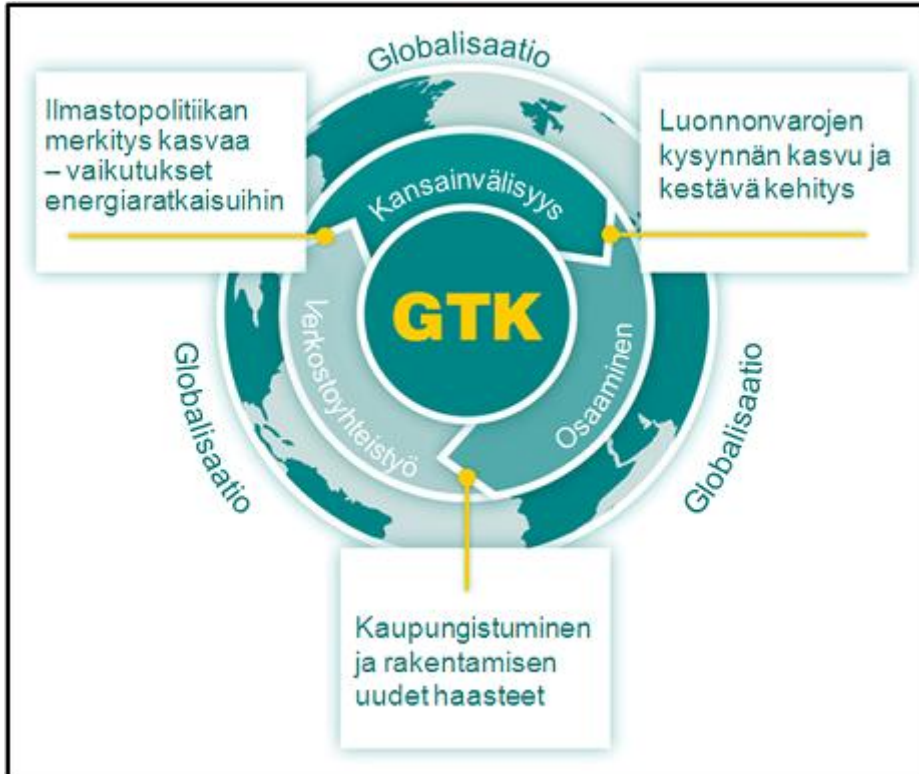 Globalisaatio
Ilmastopolitiikan
merkitys kasvaa
– vaikutukset
energiaratkaisuihin
Luonnonvarojen
kysynnän kasvu ja
kestävä kehitys
Kansainvälisyys
GTK
Verkostoyhteistyö
Osaaminen
Globalisaatio
Globalisaatio
Kaupungistuminen
ja rakentamisen
uudet haasteet